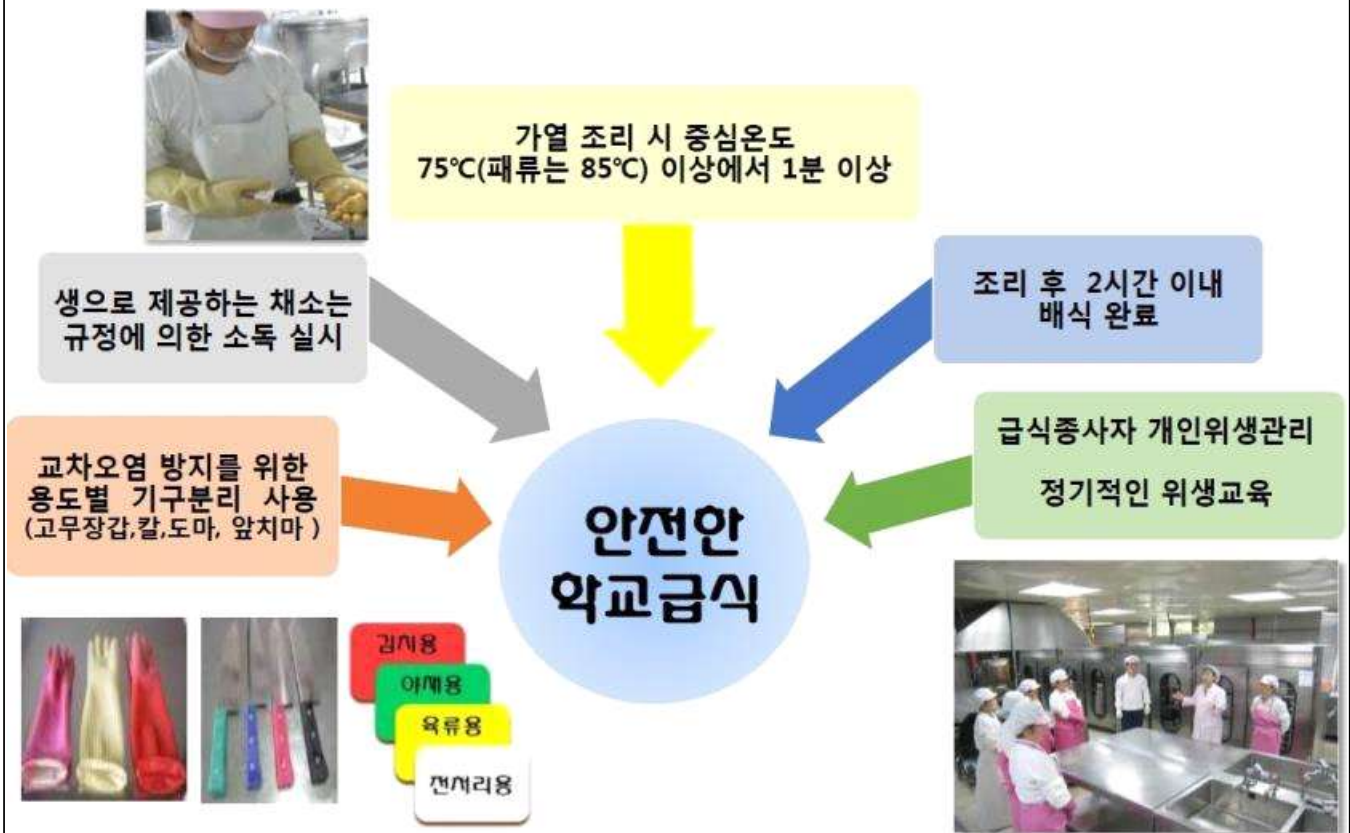 가열 조리 시 중심온도
75℃(패류는 85℃) 이상에서 1분 이상
생으로 제공하는 채소는
규정에 의한 소독 실시
조리 후 2시간 이내
배식 완료
교차오염 방지를 위한
용도별 기구분리 사용
(고무장갑,칼,도마, 앞치마 )
급식종사자 개인위생관리
정기적인 위생교육
안전한
학교급식
김치용
야채용
육류용
전처리용